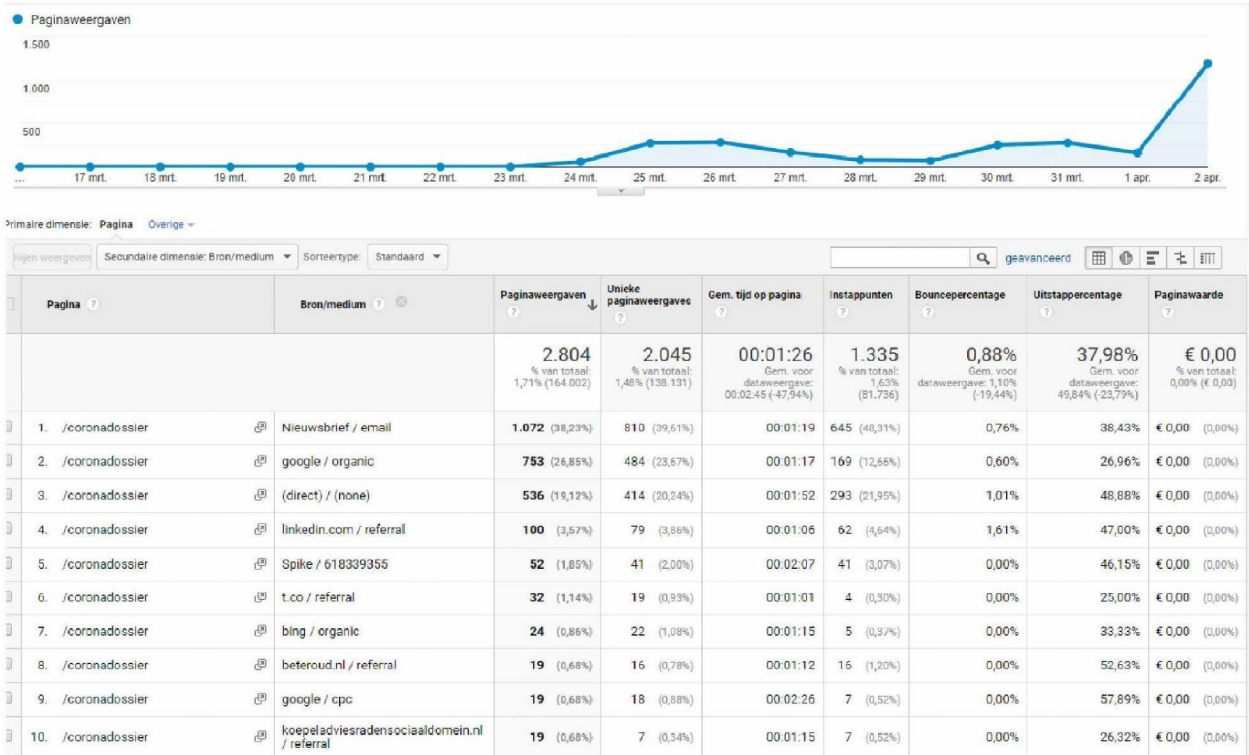 Paginaweergaven
1.500
1.000
500
... 17 mrt. 18 mrt. 19 mrt. 20 mrt. 21 mrt. 22 mrt. 23 mrt. 24 mrt. 25 mrt. 26 mrt. 27 mrt. 28 mrt. 29 mrt. 30 mrt. 31 mrt. 1 apr. 2 apr.
Primaire dimensie: Pagina Overige
Rijen weergeven Secundaire dimensie: Bron/medium Sorteertype: Standaard geavanceerd
Pagina ? Bron/medium ? Paginaweergaven ? Unieke paginaweergaves ? Gem. tijd op pagina ? Instappunten ? Bouncepercentage ? Uitstappercentage ? Paginawaarde ?
2.804 2.045 00:01:26 1.335 0,88% 37,98% € 0,00
% van totaal: 1,71% (164.002) % van totaal: 1,48% (138.131) Gem. voor dataweergave: 00:02:45 (-47,94%) % van totaal: 1,63% (81.736) Gem. voor dataweergave: 1,10% (-19,44%) Gem. voor dataweergave: 49,84% (-23,79%) % van totaal: 0,00% (€ 0,00)
1. /coronadossier Nieuwsbrief / email 1.072 (38,23%) 810 (39,61%) 00:01:19 645 (48,31%) 0,76% 38,43% € 0,00 (0,00%)
2. /coronadossier google / organic 753 (26,85%) 484 (23,67%) 00:01:17 169 (12,66%) 0,60% 26,96% € 0,00 (0,00%)
3. /coronadossier (direct) / (none) 536 (19,12%) 414 (20,24%) 00:01:52 293 (21,95%) 1,01% 48,88% € 0,00 (0,00%)
4. /coronadossier linkedin.com / referral 100 (3,57%) 79 (3,86%) 00:01:06 62 (4,64%) 1,61% 47,00% € 0,00 (0,00%)
5. /coronadossier Spike / 618339355 52 (1,85%) 41 (2,00%) 00:02:07 41 (3,07%) 0,00% 46,15% € 0,00 (0,00%)
6. /coronadossier t.co / referral 32 (1,14%) 19 (0,93%) 00:01:01 4 (0,30%) 0,00% 25,00% € 0,00 (0,00%)
7. /coronadossier bing / organic 24 (0,86%) 22 (1,08%) 00:01:15 5 (0,37%) 0,00% 33,33% € 0,00 (0,00%)
8. /coronadossier beteroud.nl / referral 19 (0,68%) 16 (0,78%) 00:01:12 16 (1,20%) 0,00% 52,63% € 0,00 (0,00%)
9. /coronadossier google / cpc 19 (0,68%) 18 (0,88%) 00:02:26 7 (0,52%) 0,00% 57,89% € 0,00 (0,00%)
10. /coronadossier koepeladviesradensociaaldomein.nl / referral 19 (0,68%) 7 (0,34%) 00:01:15 7 (0,52%) 0,00% 26,32% € 0,00 (0,00%)